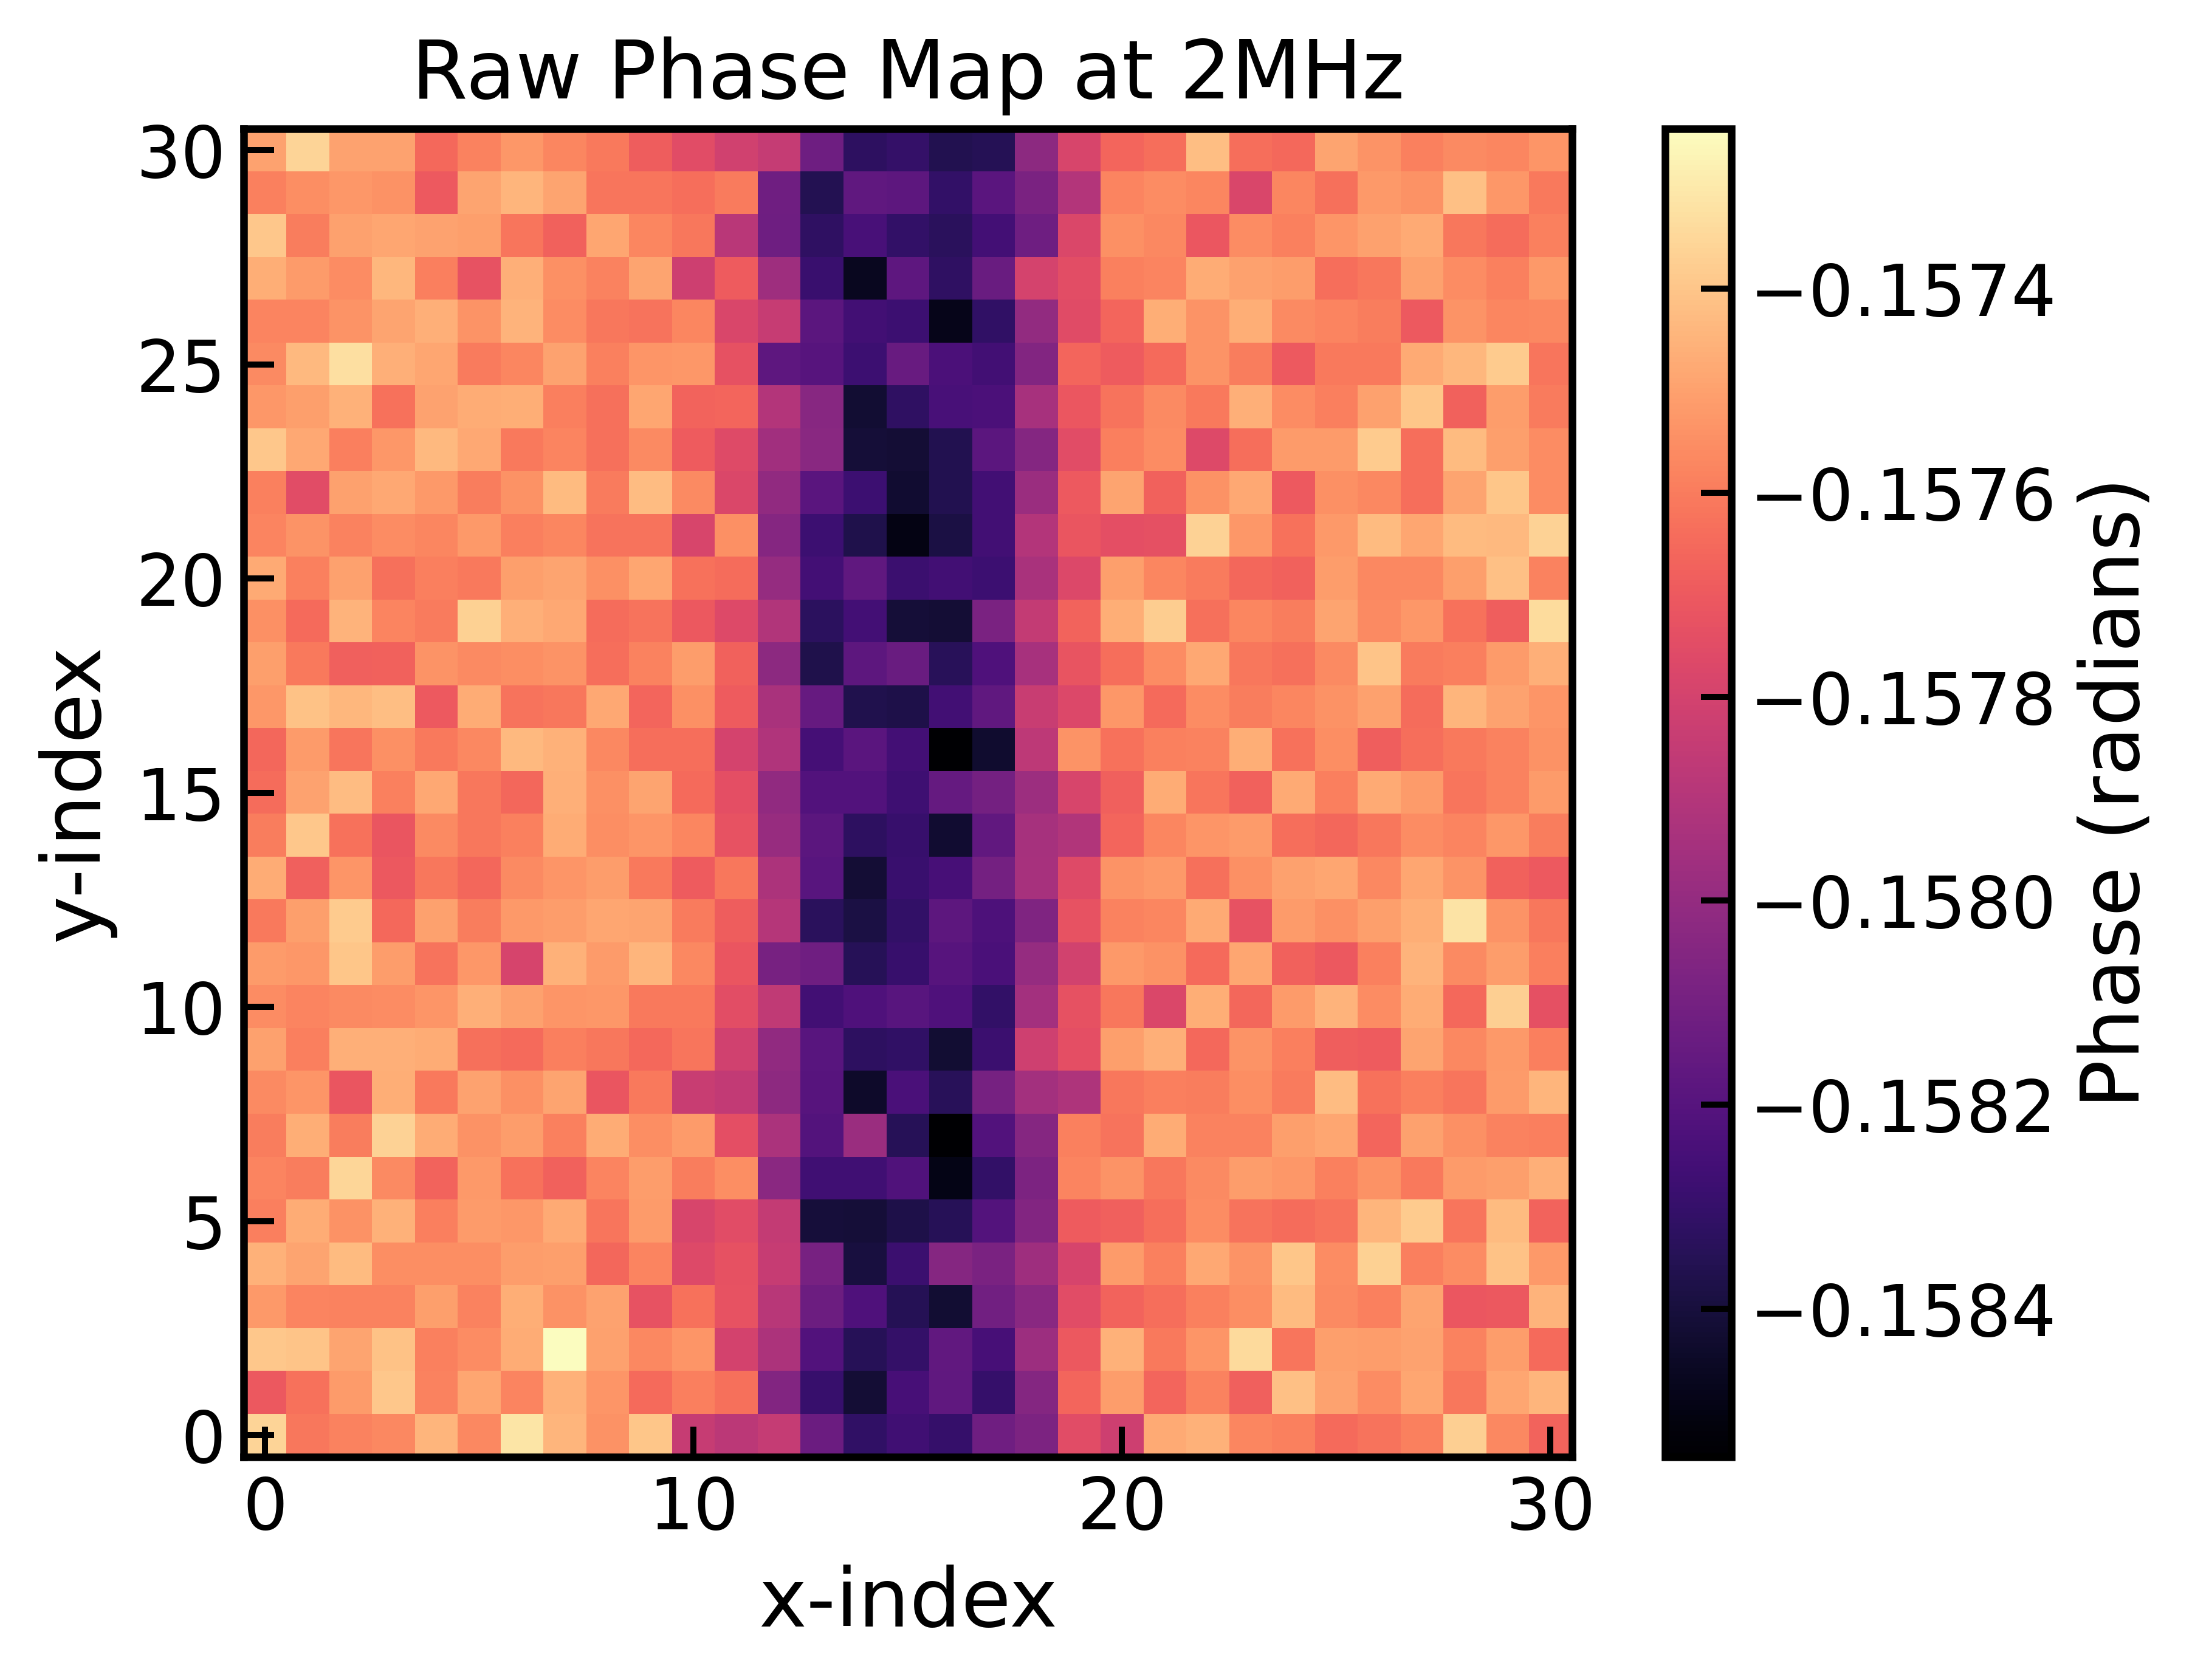 Raw Phase Map at 2MHz
30
25
20
15
10
5
0
y-index
0 10 20 30
x-index
−0.1574
−0.1576
−0.1578
−0.1580
−0.1582
−0.1584
Phase (radians)